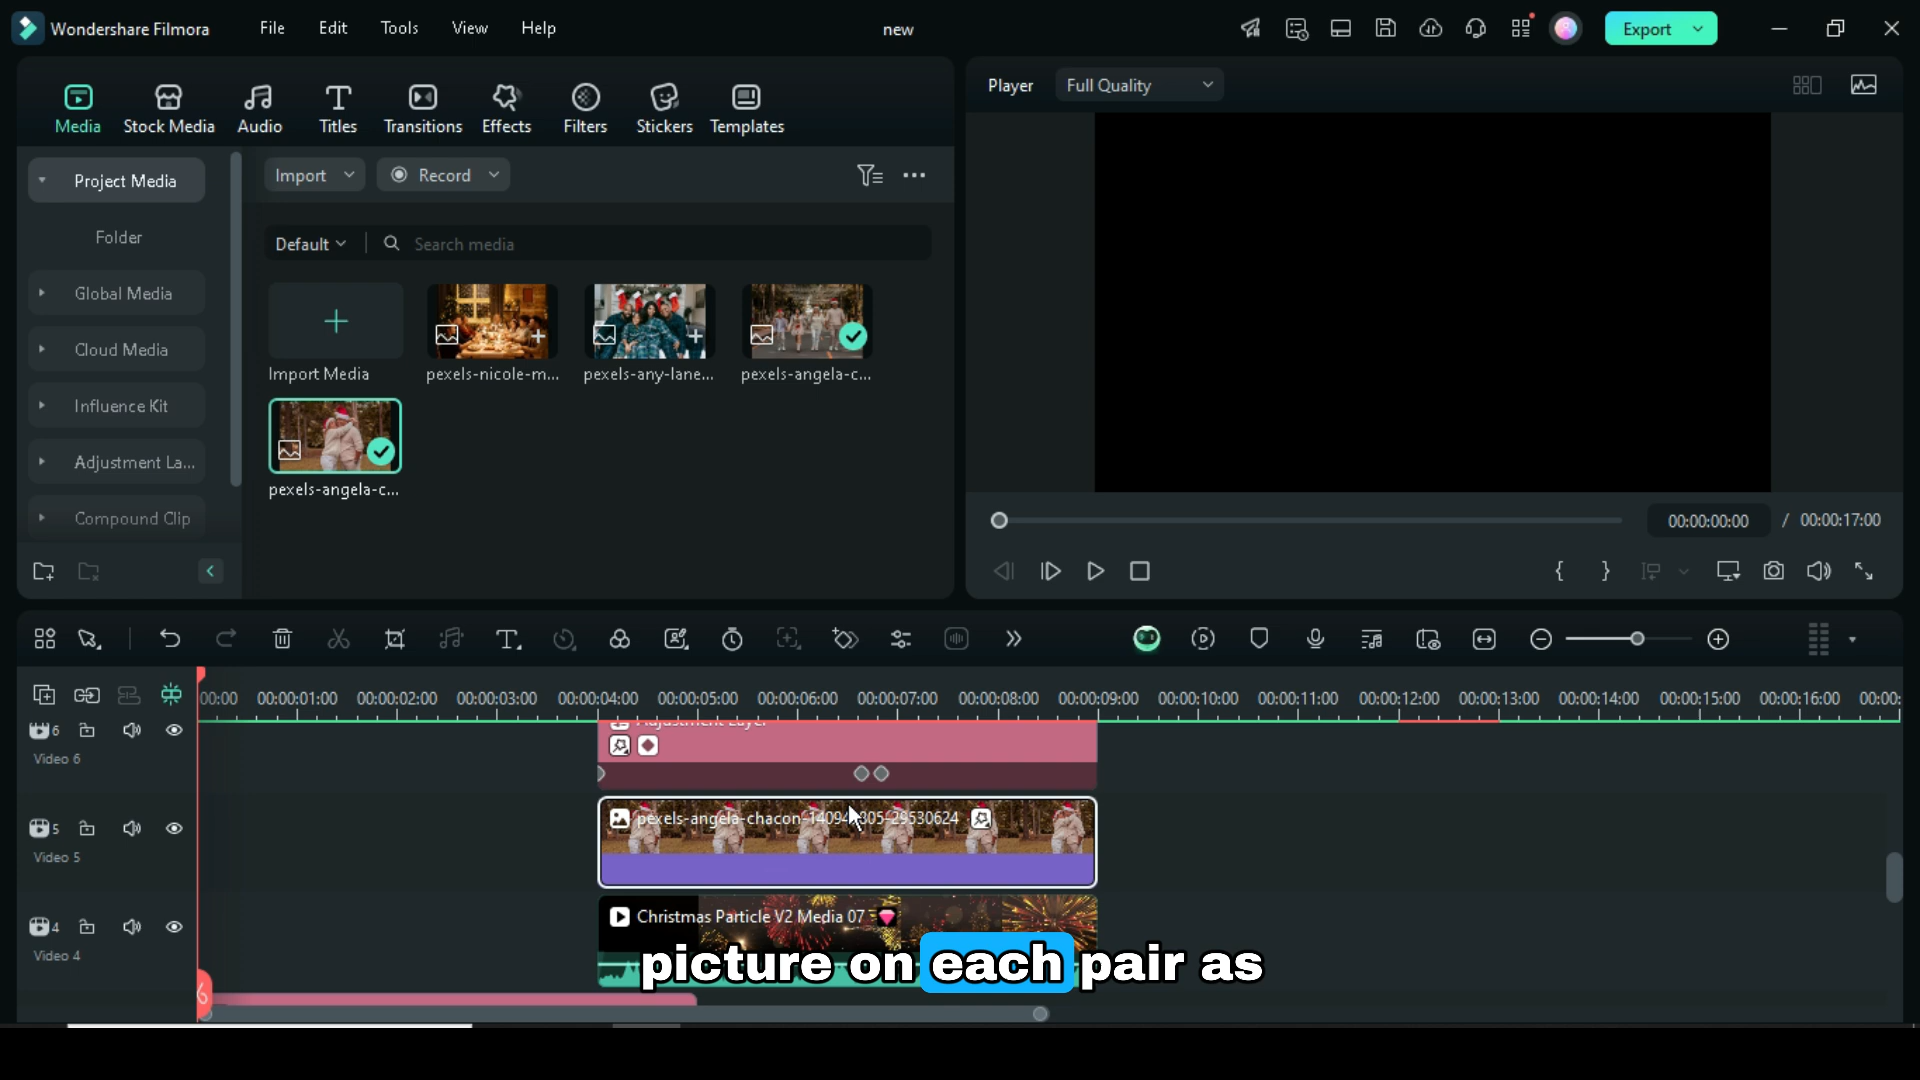 Wondershare Filmora
File
Edit
Tools
View
Help
new
Export
Media
Stock Media
Audio
Titles
Transitions
Effects
Filters
Stickers
Templates
Player
Full Quality
Project Media
Folder
Global Media
Cloud Media
Influence Kit
Adjustment La...
Compound Clip
Import
Record
Default
Search media
Import Media
pexels-nicole-m...
pexels-any-lane...
pexels-angela-c...
pexels-angela-c...
00:00:00:00 / 00:00:17:00
00:00 00:00:01:00 00:00:02:00 00:00:03:00 00:00:04:00 00:00:05:00 00:00:06:00 00:00:07:00 00:00:08:00 00:00:09:00 00:00:10:00 00:00:11:00 00:00:12:00 00:00:13:00 00:00:14:00 00:00:15:00 00:00:16:00 00:00:
6
Video 6
Adjustment Layer
5
Video 5
4
Video 4
Christmas Particle V2 Media 07
picture on each pair as